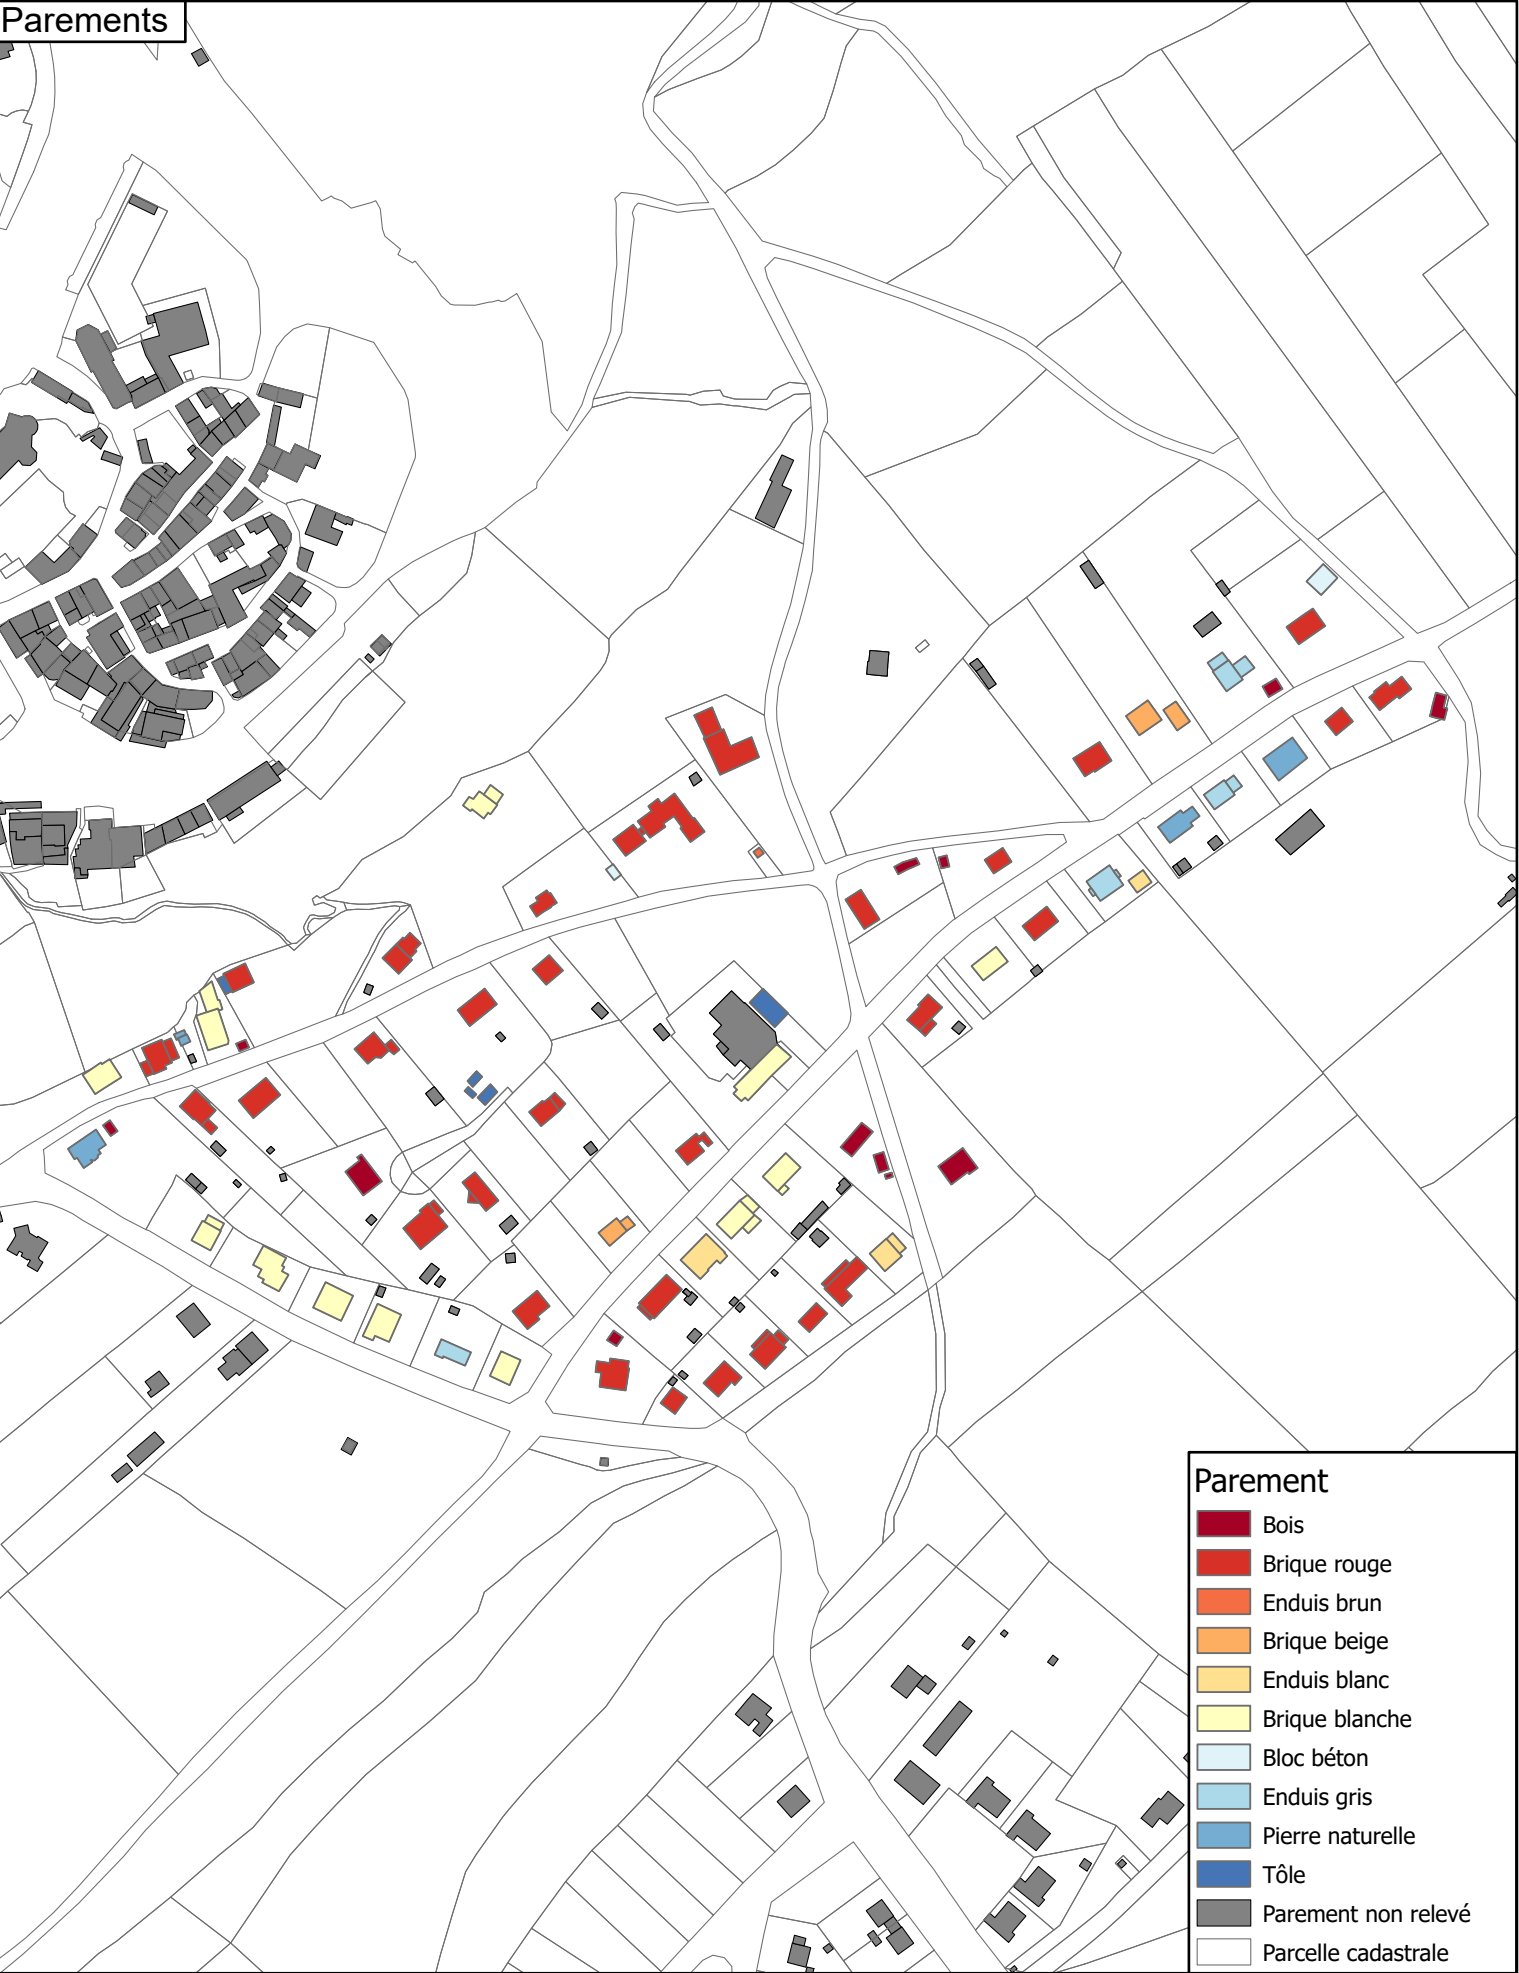 Parements
Parement
Bois
Brique rouge
Enduis brun
Brique beige
Enduis blanc
Brique blanche
Bloc béton
Enduis gris
Pierre naturelle
Tôle
Parement non relevé
Parcelle cadastrale